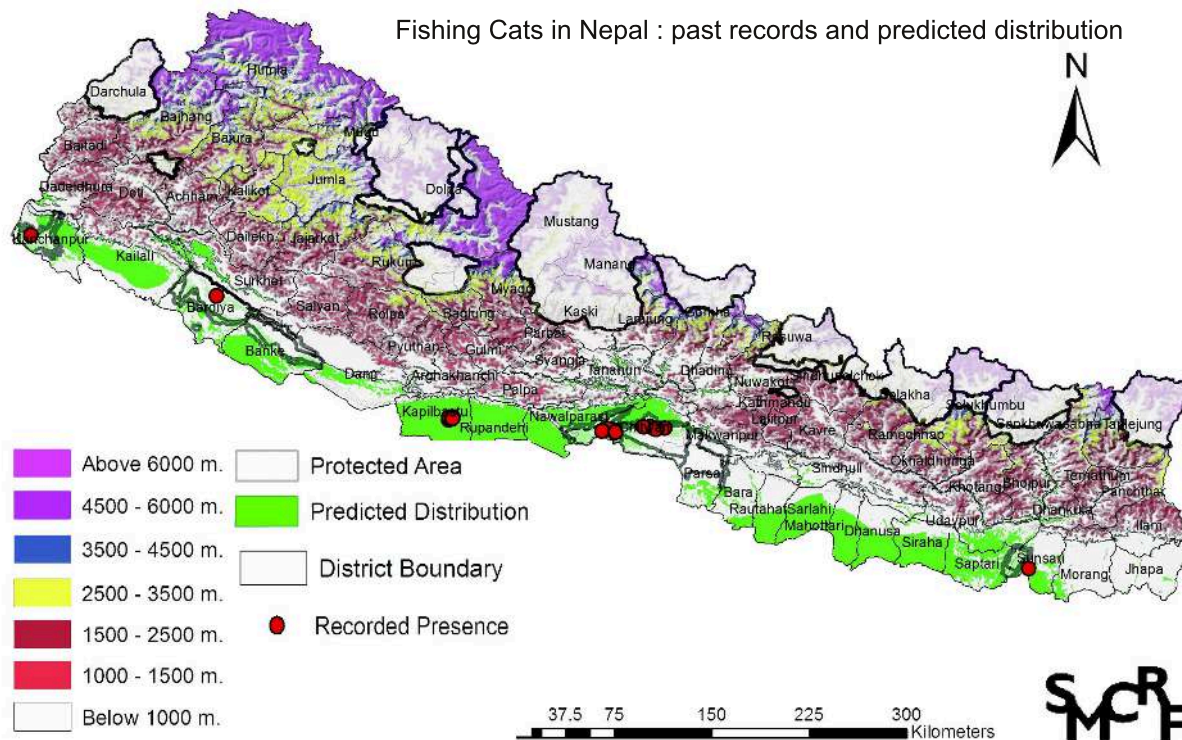 Fishing Cats in Nepal : past records and predicted distribution
N
Humla
Darchula
Bajhang
Mugu
Baitadi
Bajura
Jumla
Dolpa
Dadeldhura
Doti
Achham
Kalikot
Mustang
Kanchanpur
Dailekh
Jajarkot
Kailali
Rukum
Manang
Surkhet
Myagdi
Bardiya
Salyan
Rolpa
Baglung
Kaski
Lamjung
Gorkha
Parbat
Rasuwa
Banke
Pyuthan
Gulmi
Syangja
Tanahun
Dhading
Dang
Arghakhanchi
Nuwakot
Dolakha
Solukhumbu
Taplejung
Palpa
Kathmandu
Kapilbastu
Nawalparasi
Lalitpur
Rupandehi
Makwanpur
Kavre
Ramechhap
Okhaldhunga
Parsa
Sindhuli
Khotang
Bhojpur
Terhathum
Panchthar
Bara
Rautahat
Sarlahi
Mahottari
Dhanusa
Udaypur
Dhankuta
Ilam
Siraha
Saptari
Sunsari
Morang
Jhapa
Above 6000 m.
4500 - 6000 m.
3500 - 4500 m.
2500 - 3500 m.
1500 - 2500 m.
1000 - 1500 m.
Below 1000 m.
Protected Area
Predicted Distribution
District Boundary
Recorded Presence
37.5 75 150 225 300
Kilometers
SMCRF